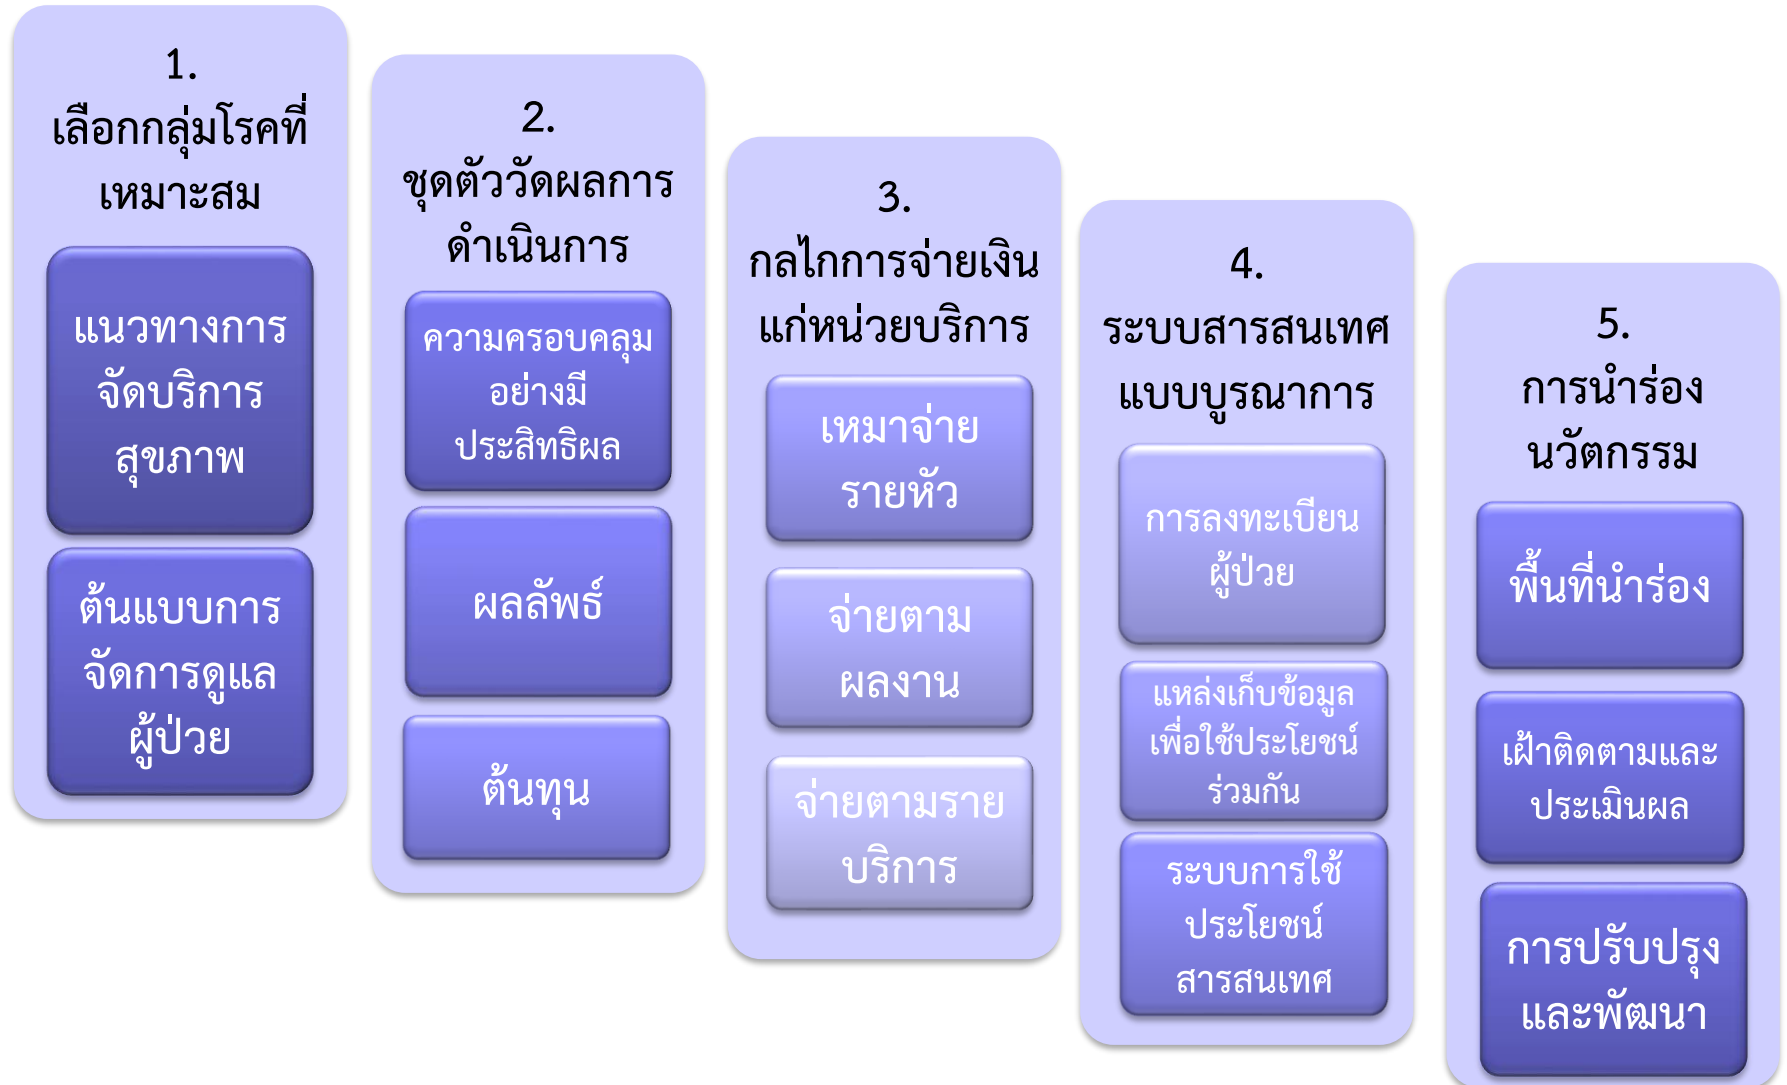 1.
เลือกกลุ่มโรคที่
เหมาะสม
แนวทางการ
จัดบริการ
สุขภาพ
ต้นแบบการ
จัดการดูแล
ผู้ป่วย
2.
ชุดตัววัดผลการ
ดำเนินการ
ความครอบคลุม
อย่างมี
ประสิทธิผล
ผลลัพธ์
ต้นทุน
3.
กลไกการจ่ายเงิน
แก่หน่วยบริการ
เหมาจ่าย
รายหัว
จ่ายตาม
ผลงาน
จ่ายตามราย
บริการ
4.
ระบบสารสนเทศ
แบบบูรณาการ
การลงทะเบียน
ผู้ป่วย
แหล่งเก็บข้อมูล
เพื่อใช้ประโยชน์
ร่วมกัน
ระบบการใช้
ประโยชน์
สารสนเทศ
5.
การนำร่อง
นวัตกรรม
พื้นที่นำร่อง
เฝ้าติดตามและ
ประเมินผล
การปรับปรุง
และพัฒนา